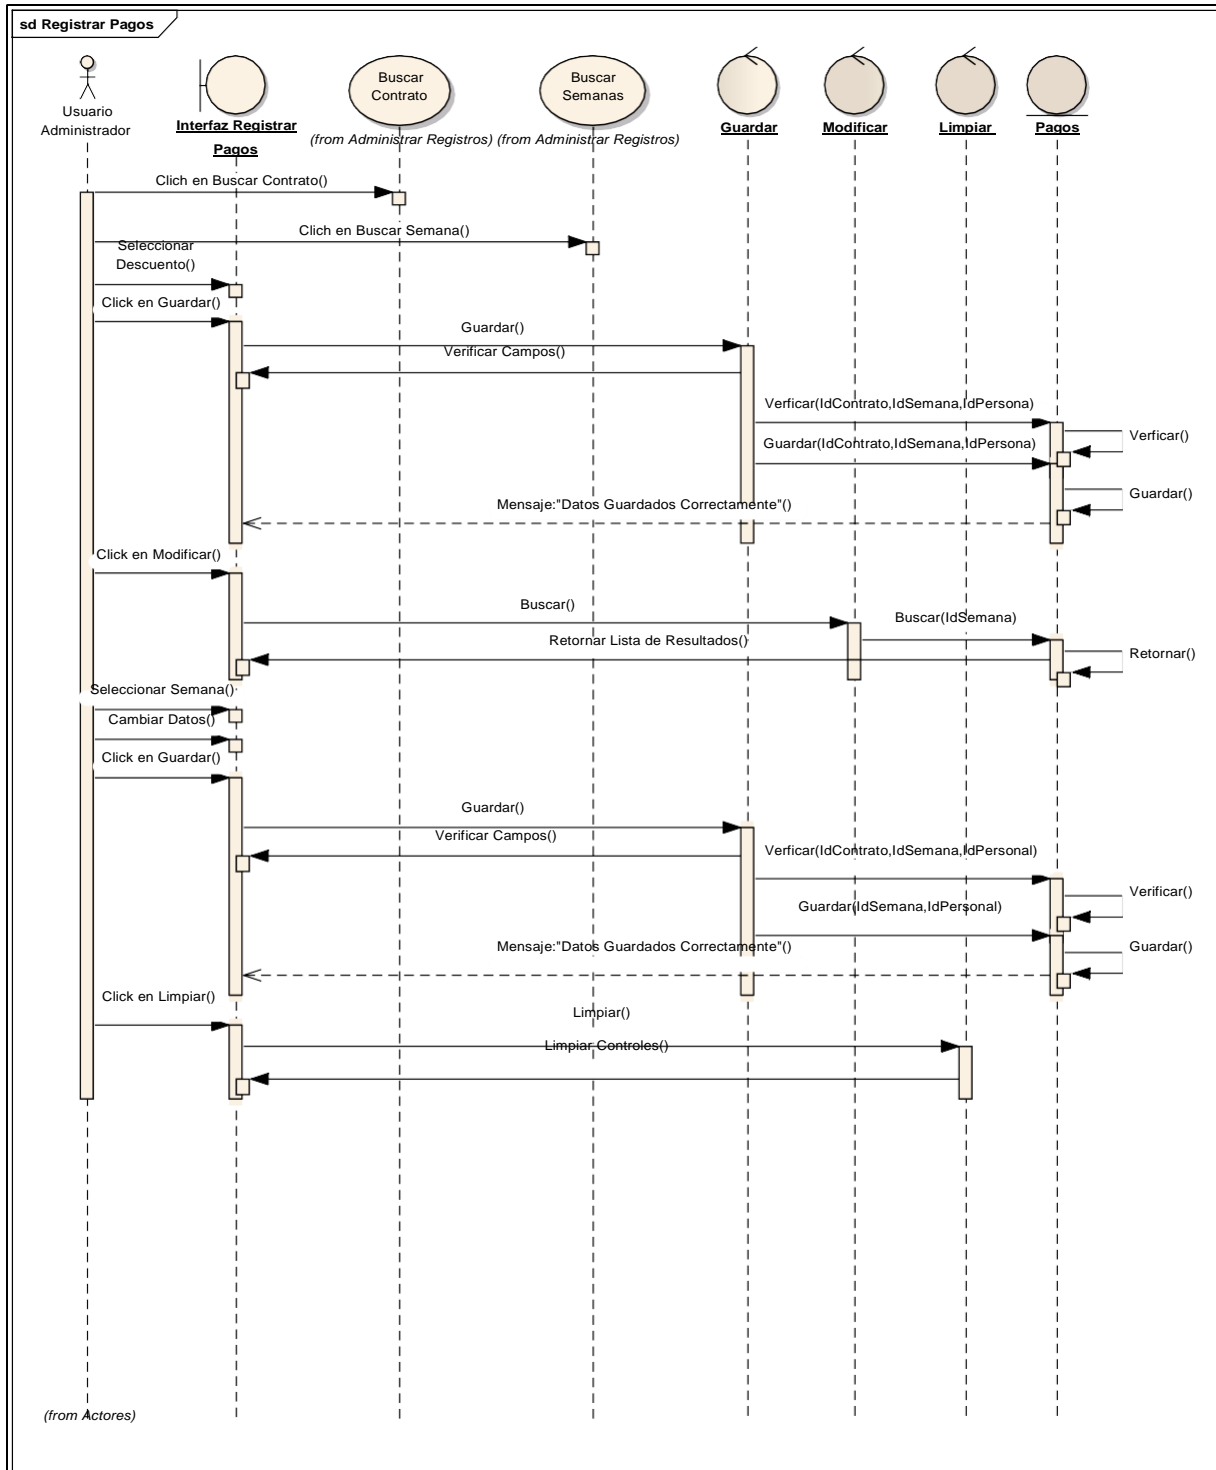 sd Registrar Pagos
Usuario
Administrador
Interfaz Registrar
Pagos
Buscar
Contrato
(from Administrar Registros)
Buscar
Semanas
(from Administrar Registros)
Guardar
Modificar
Limpiar
Pagos
Clich en Buscar Contrato()
Clich en Buscar Semana()
Seleccionar
Descuento()
Click en Guardar()
Guardar()
Verificar Campos()
Verficar(IdContrato,IdSemana,IdPersona)
Verficar()
Guardar(IdContrato,IdSemana,IdPersona)
Guardar()
Mensaje:"Datos Guardados Correctamente"()
Click en Modificar()
Buscar()
Buscar(IdSemana)
Retornar Lista de Resultados()
Retornar()
Seleccionar Semana()
Cambiar Datos()
Click en Guardar()
Guardar()
Verificar Campos()
Verficar(IdContrato,IdSemana,IdPersonal)
Verificar()
Guardar(IdSemana,IdPersonal)
Guardar()
Mensaje:"Datos Guardados Correctamente"()
Click en Limpiar()
Limpiar()
Limpiar Controles()
(from Actores)